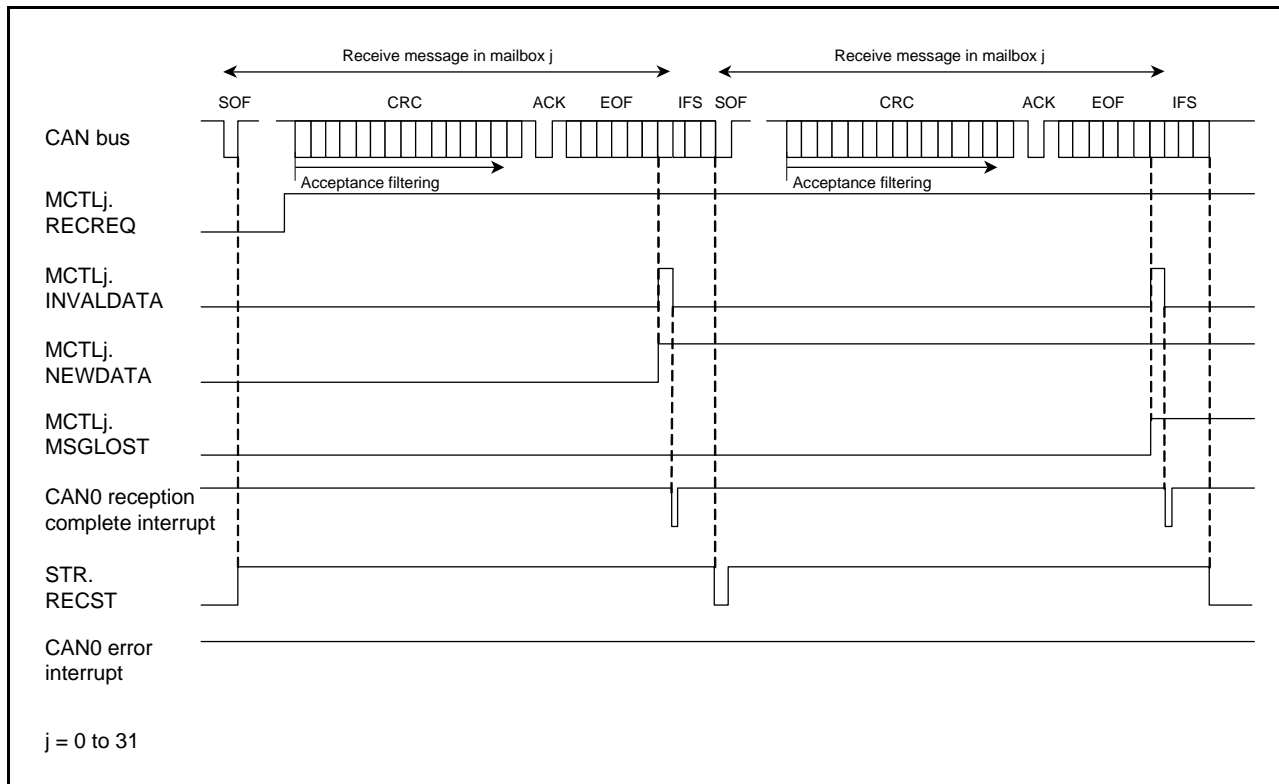 Receive message in mailbox j
Receive message in mailbox j
SOF CRC ACK EOF IFS SOF CRC ACK EOF IFS
CAN bus
Acceptance filtering
Acceptance filtering
MCTLj.
RECREQ
MCTLj.
INVALDATA
MCTLj.
NEWDATA
MCTLj.
MSGLOST
CAN0 reception
complete interrupt
STR.
RECST
CAN0 error
interrupt
j = 0 to 31